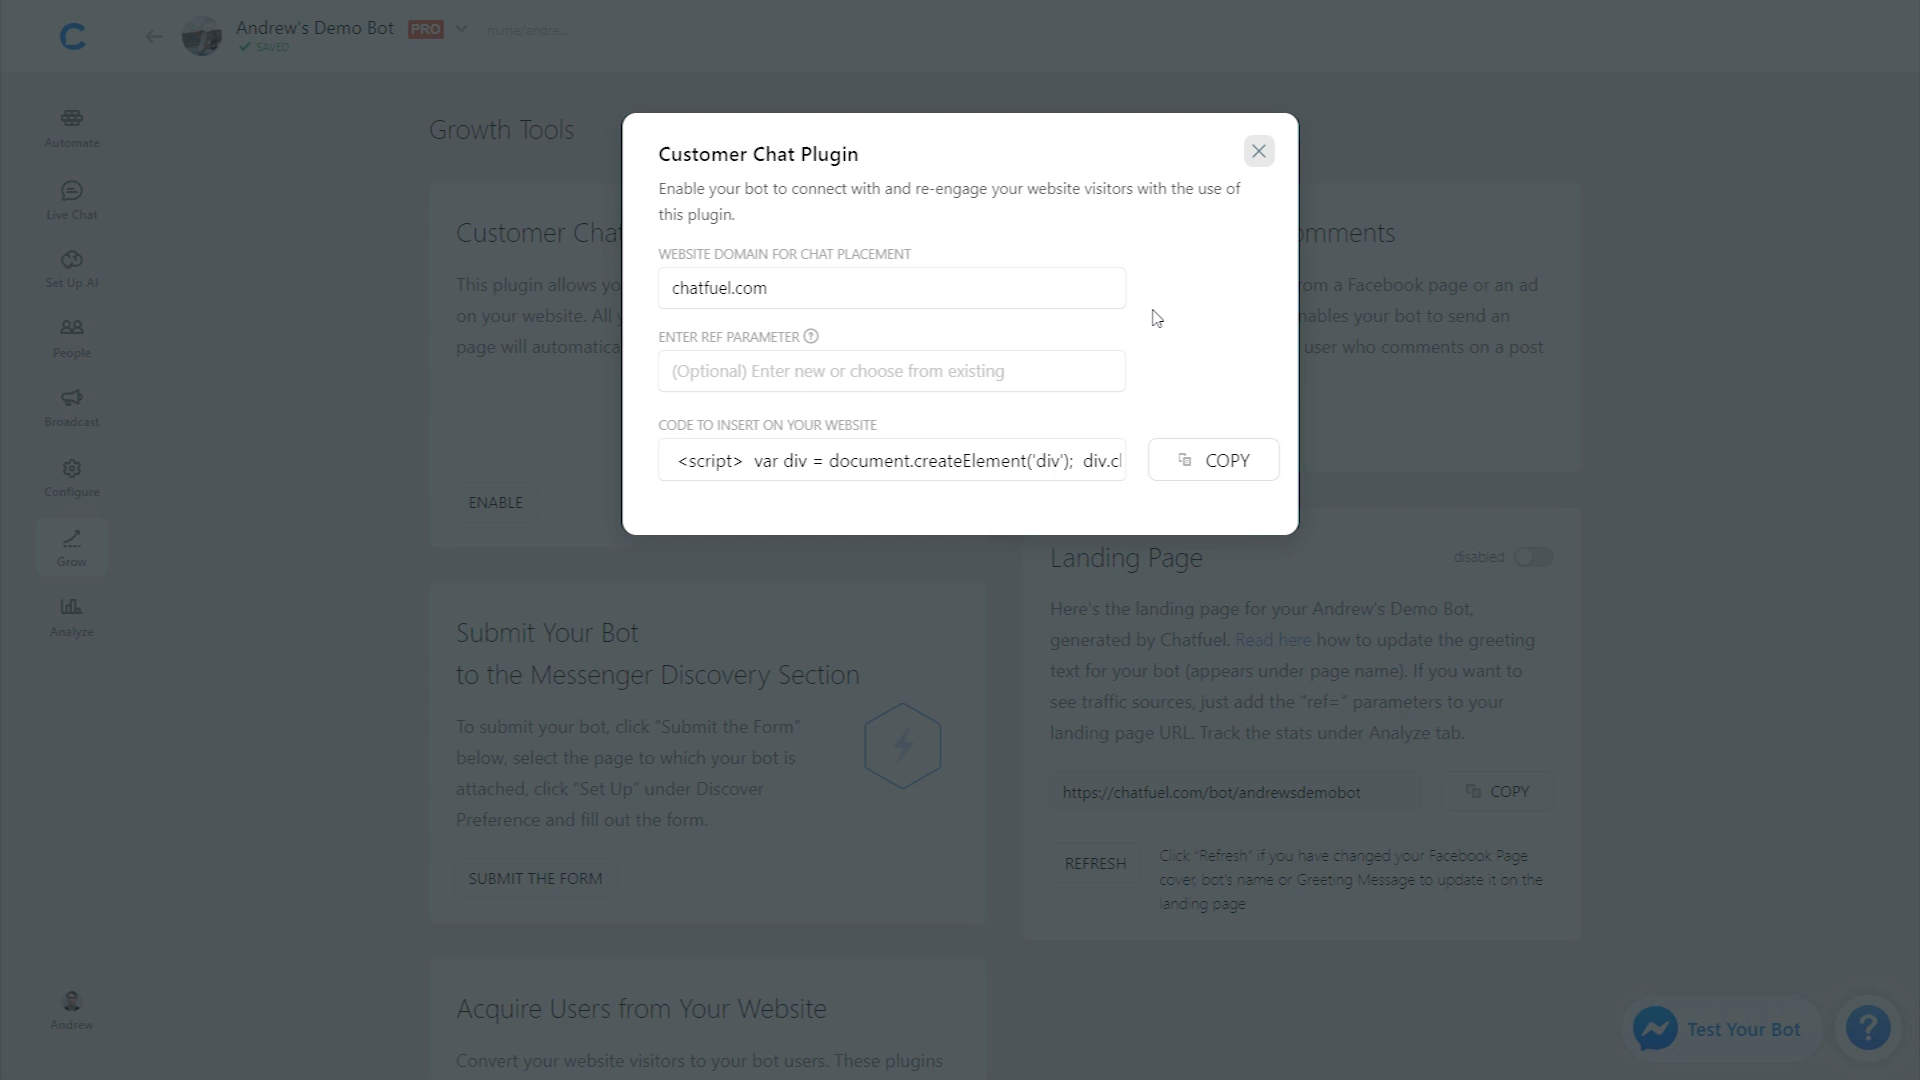 Andrew's Demo Bot PRO m.me/andre...
SAVED
Automate
Live Chat
Set Up AI
People
Broadcast
Configure
Grow
Analyze
Andrew
Growth Tools
Customer Chat Plugin
Enable your bot to connect with and re-engage your website visitors with the use of
this plugin.
WEBSITE DOMAIN FOR CHAT PLACEMENT
chatfuel.com
ENTER REF PARAMETER ?
(Optional) Enter new or choose from existing
CODE TO INSERT ON YOUR WEBSITE
<script> var div = document.createElement('div'); div.cl
COPY
Customer Cha
This plugin allows yo
on your website. All
page will automatica
ENABLE
omments
om a Facebook page or an ad
nables your bot to send an
user who comments on a post
Submit Your Bot
to the Messenger Discovery Section
To submit your bot, click "Submit the Form"
below, select the page to which your bot is
attached, click "Set Up" under Discover
Preference and fill out the form.
SUBMIT THE FORM
Landing Page disabled
Here's the landing page for your Andrew's Demo Bot,
generated by Chatfuel. Read here how to update the greeting
text for your bot (appears under page name). If you want to
see traffic sources, just add the "ref=" parameters to your
landing page URL. Track the stats under Analyze tab.
https://chatfuel.com/bot/andrewsdemobot COPY
REFRESH
Click "Refresh" if you have changed your Facebook Page
cover, bot's name or Greeting Message to update it on the
landing page
Acquire Users from Your Website
Convert your website visitors to your bot users. These plugins
Test Your Bot
?